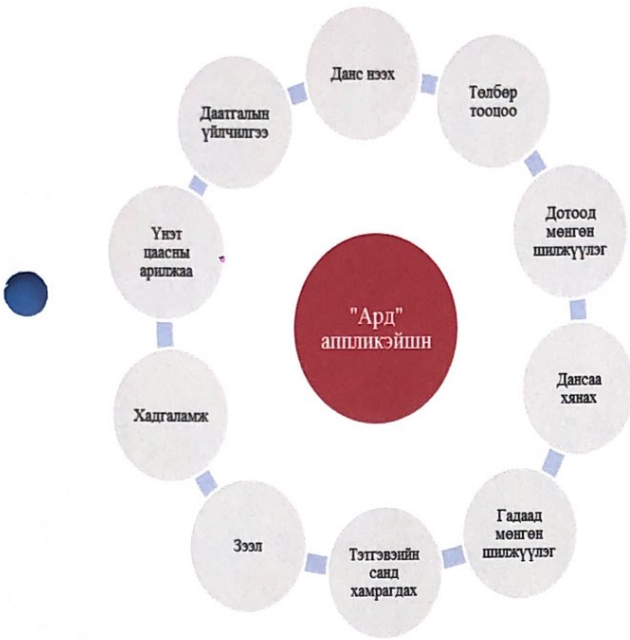 Данс нээх
Төлбөр
тооцоо
Дотоод
мөнгөн
шилжүүлэг
Дансаа
хянах
Гадаад
мөнгөн
шилжүүлэг
Тэтгэвэийн
санд
хамрагдах
Зээл
Хадгаламж
Үнэт
цаасны
арилжаа
Даатгалын
үйлчилгээ
"Ард"
аппликэйшн